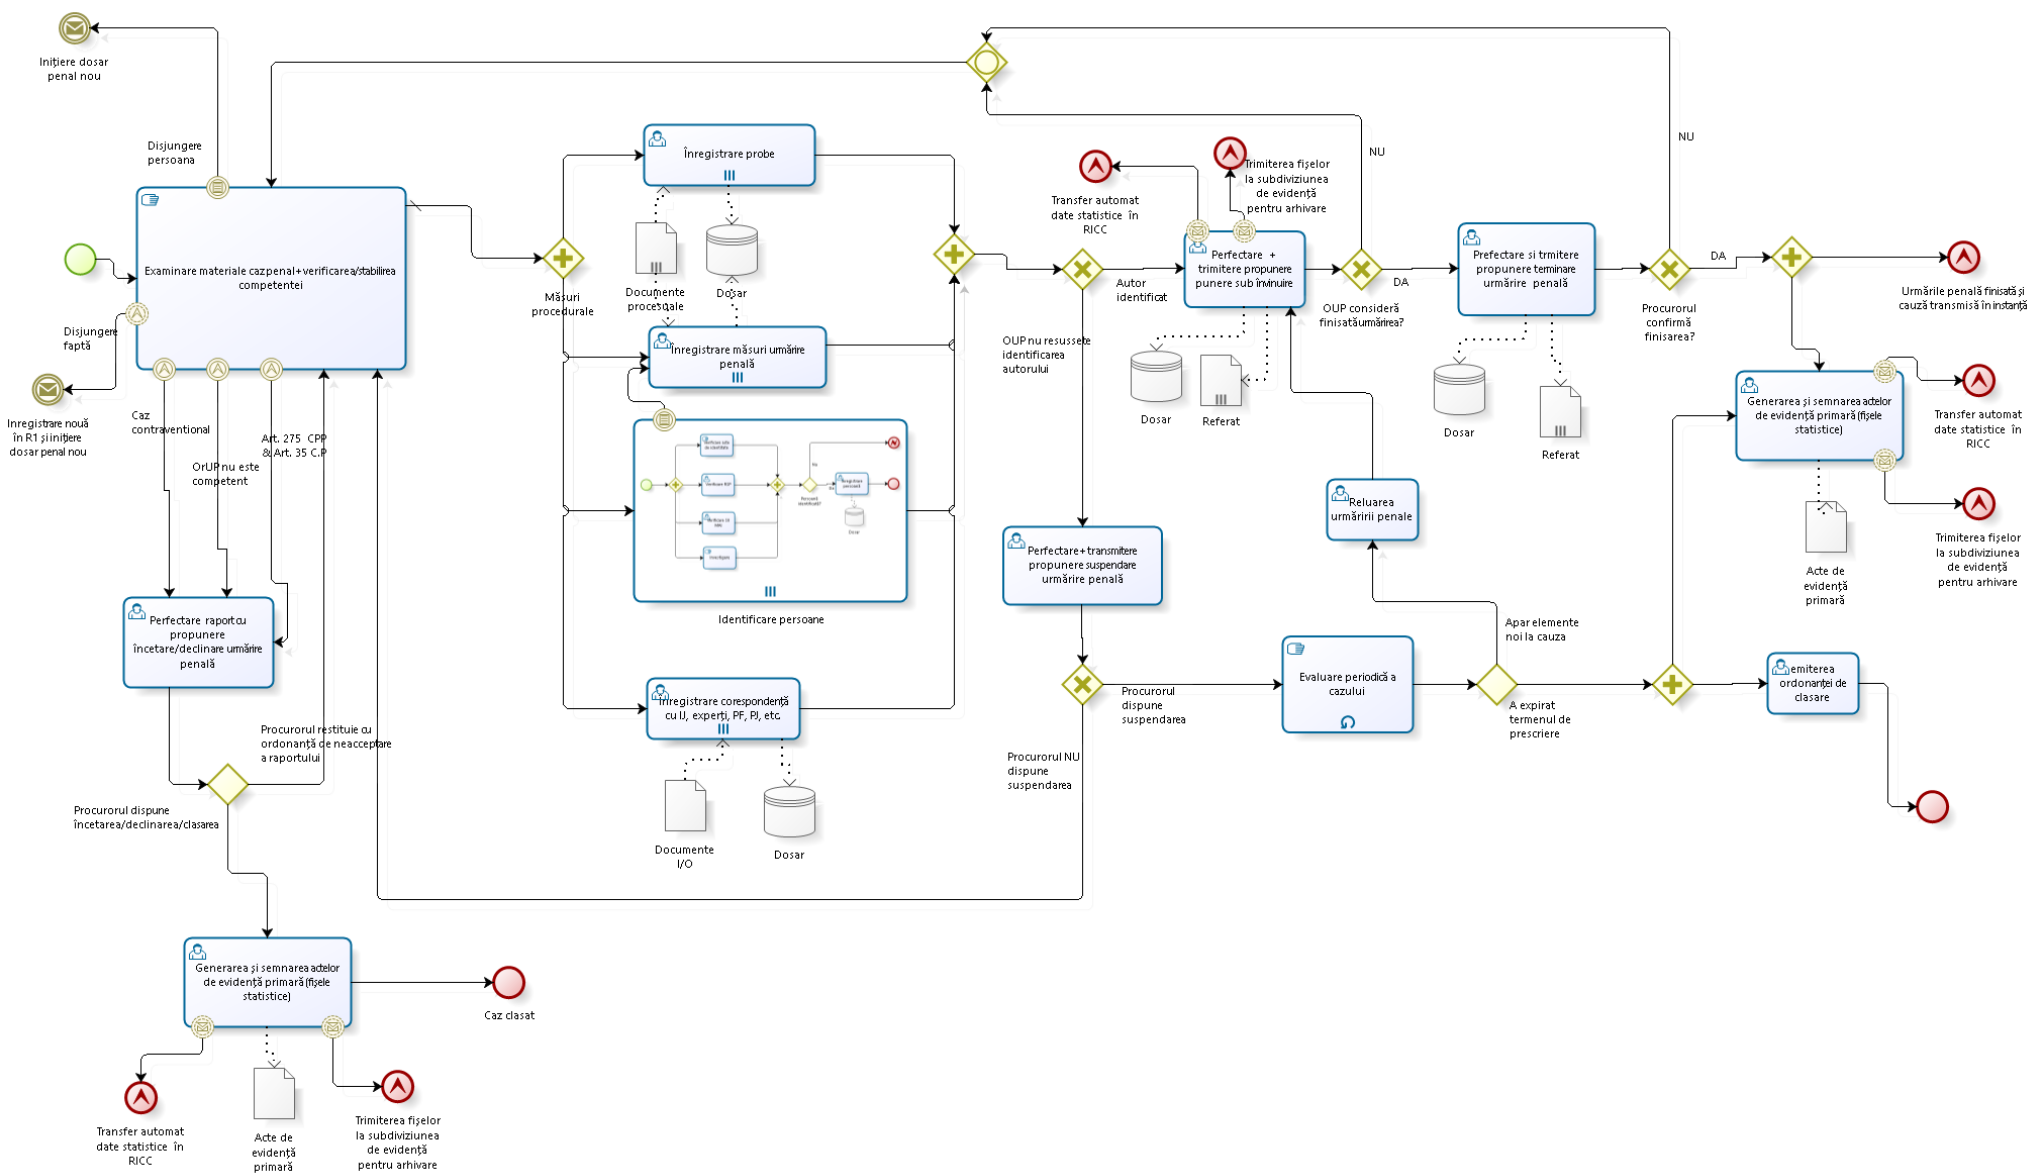 Inițiere dosar
penal nou
Disjungere
persoana
Examinare materiale caz penal + verificarea/stabilirea
competentei
Disjungere
faptă
Inregistrare nouă
în R1 și inițiere
dosar penal nou
Caz
contravențional
OrUP nu este
competent
Art. 275 CPP
& Art. 35 C.P
Perfectare raport cu
propunere
încetare/declinare urmărire
penală
Procurorul restituie cu
ordonanță de neacceptare
a raportului
Procurorul dispune
încetarea/declinarea/clasarea
Generarea și semnarea actelor
de evidență primară (fișele
statistice)
Caz clasat
Transfer automat
date statistice în
RICC
Acte de
evidență
primară
Trimiterea fișelor
la subdiviziunea
de evidență
pentru arhivare
Măsuri
procedurale
Înregistrare probe
Documente
procesuale
Dosar
Înregistrare măsuri urmărire
penală
Dosar
Identificare persoane
Înregistrare corespondență
cu IJ, experți, PF, PJ, etc.
Documente
I/O
Dosar
Autor
identificat
OUP nu resussete
identificarea
autorului
Transfer automat
date statistice în
RICC
Trimiterea fișelor
la subdiviziunea
de evidență
pentru arhivare
Perfectare +
trimitere propunere
punere sub învinuire
Dosar
Referat
NU
DA
OUP consideră
finisată urmărirea?
Prefectare si trmitere
propunere terminare
urmărire penală
Dosar
Referat
NU
DA
Procurorul
confirmă
finisarea?
Urmările penală finisată și
cauză transmisă în instanță
Generarea și semnarea actelor
de evidență primară (fișele
statistice)
Transfer automat
date statistice în
RICC
Trimiterea fișelor
la subdiviziunea
de evidență
pentru arhivare
Acte de
evidență
primară
Reluarea
urmăririi penale
Perfectare + transmitere
propunere suspendare
urmărire penală
Procurorul
dispune
suspendarea
Procurorul NU
dispune
suspendarea
Evaluare periodică a
cazului
Apar elemente
noi la cauza
A expirat
termenul de
prescriere
emiterea
ordonanței de
clasare